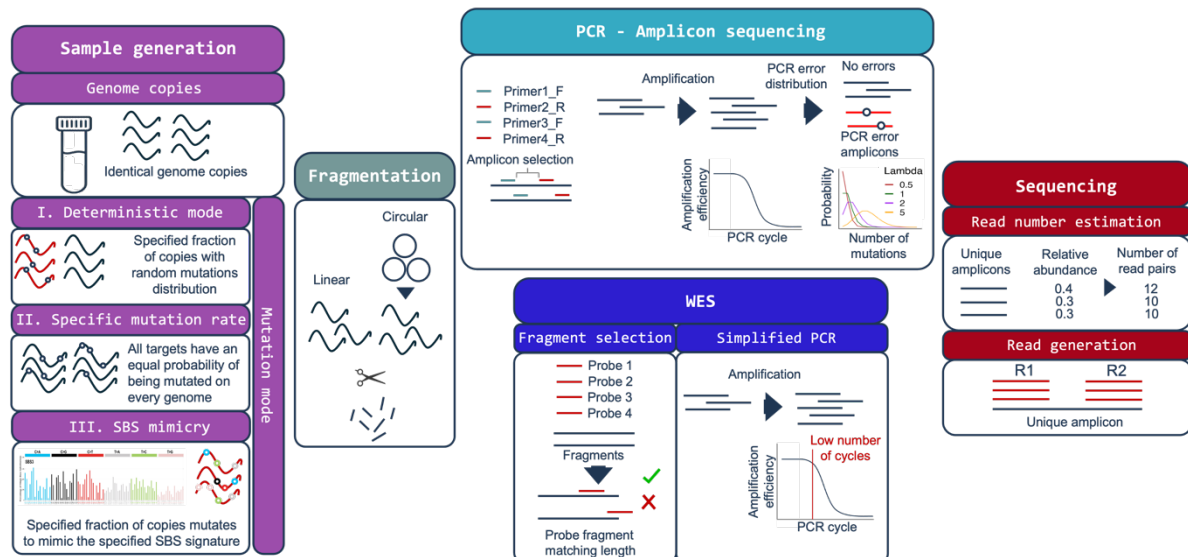 Sample generation
Genome copies
Identical genome copies
I. Deterministic mode
Specified fraction
of copies with
random mutations
distribution
II. Specific mutation rate
All targets have an
equal probability of
being mutated on
every genome
III. SBS mimicry
Specified fraction of copies mutates
to mimic the specified SBS signature
Mutation mode
Fragmentation
Circular
Linear
PCR - Amplicon sequencing
Primer1_F
Primer2_R
Primer3_F
Primer4_R
Amplicon selection
Amplification
PCR error
distribution
No errors
PCR error
amplicons
Amplification
efficiency
PCR cycle
Probability
Lambda
0.5
1
2
5
Number of
mutations
WES
Fragment selection
Probe 1
Probe 2
Probe 3
Probe 4
Fragments
Probe fragment
matching length
Simplified PCR
Amplification
Low number
of cycles
Amplification
efficiency
PCR cycle
Sequencing
Read number estimation
Unique
amplicons
Relative
abundance
Number of
read pairs
0.4 12
0.3 10
0.3 10
Read generation
R1 R2
Unique amplicon